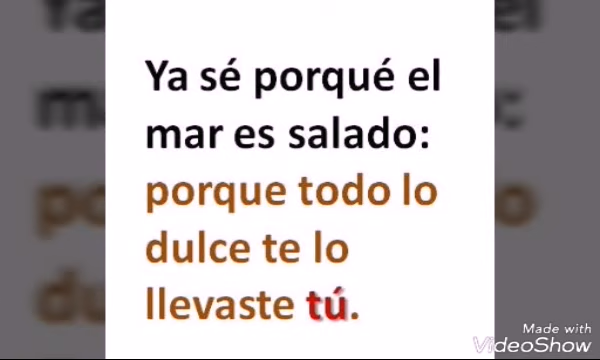 Ya sé porqué el
mar es salado:
porque todo lo
dulce te lo
llevaste tú.
Made with
VideoShow